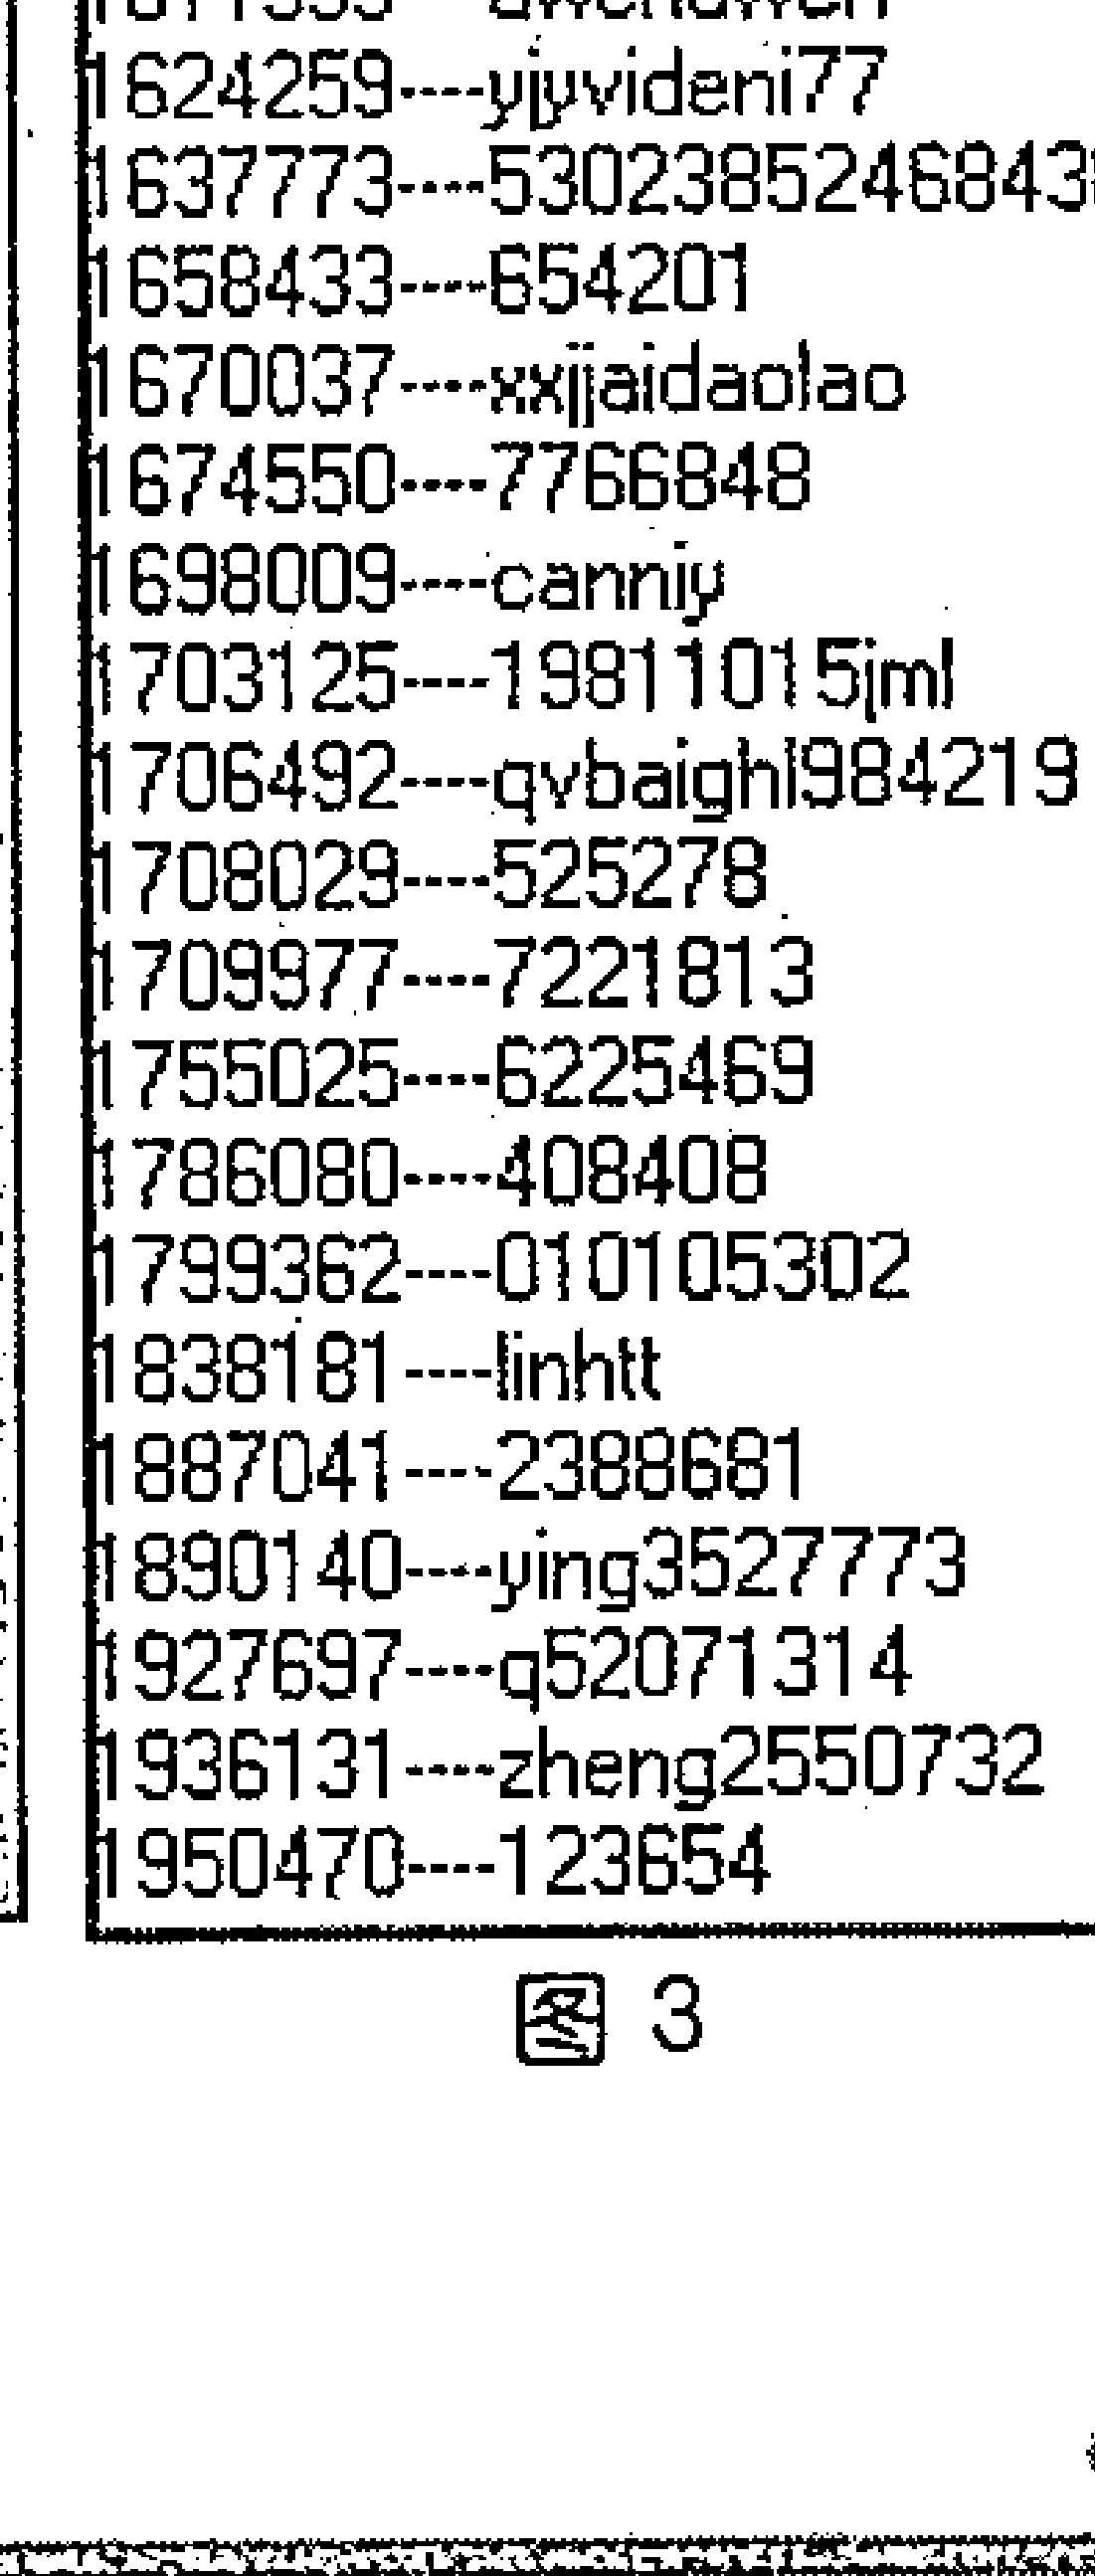 1624259----yjyvideni77
1637773----5302385246843
1658433----654201
1670037----xxjjaidaolao
1674550----7766848
1698009----canniy
1703125----19811015jml
1706492----qvbaighl984219
1708029----525278
1709977----7221813
1755025----6225469
1786080----408408
1799362----010105302
1838181----linhtt
1887041----2388681
1890140----ying3527773
1927697----q52071314
1936131----zheng2550732
1950470----123654
图 3